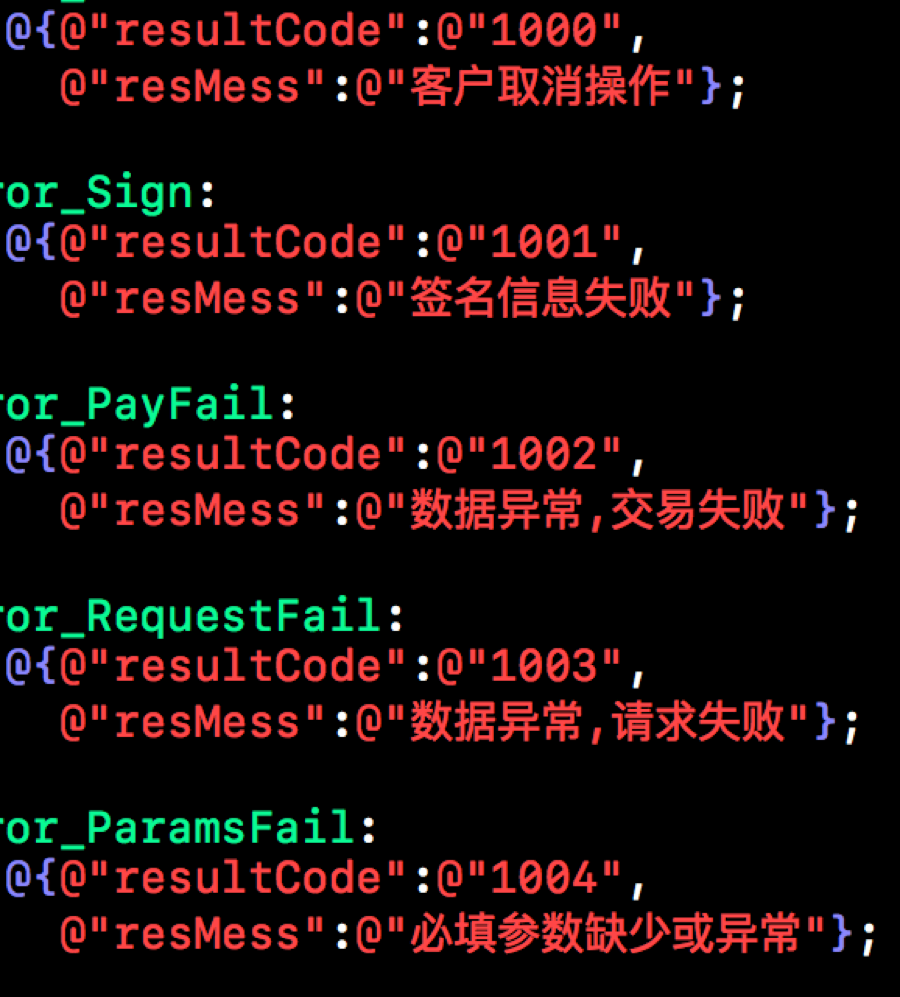 @{@"resultCode":@"1000",
@"resMess":@"客户取消操作"};
ror_Sign:
@{@"resultCode":@"1001",
@"resMess":@"签名信息失败"};
ror_PayFail:
@{@"resultCode":@"1002",
@"resMess":@"数据异常,交易失败"};
ror_RequestFail:
@{@"resultCode":@"1003",
@"resMess":@"数据异常,请求失败"};
ror_ParamsFail:
@{@"resultCode":@"1004",
@"resMess":@"必填参数缺少或异常"};